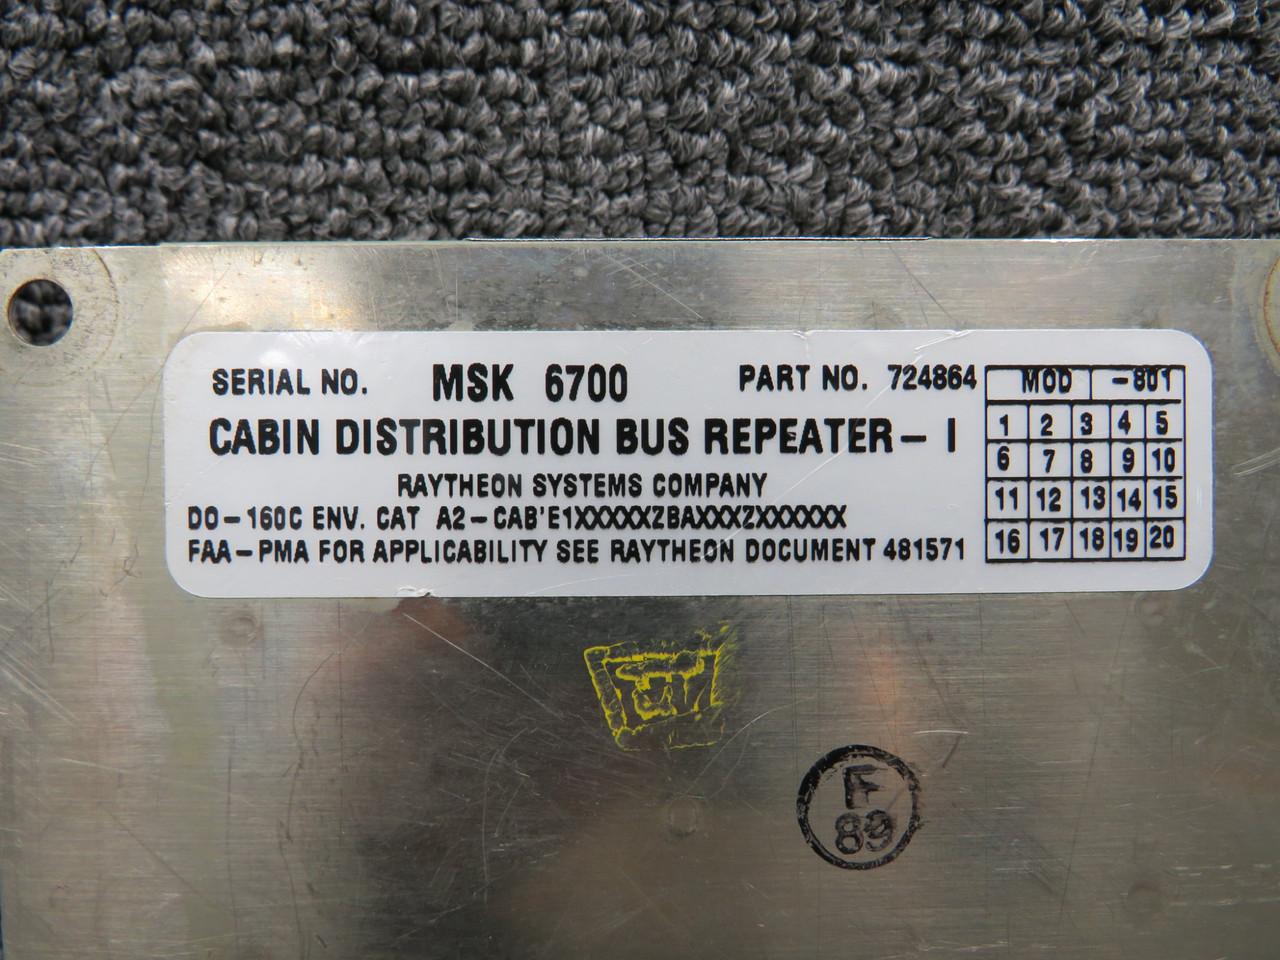 SERIAL NO. MSK 6700 PART NO. 724864 MOD -801
CABIN DISTRIBUTION BUS REPEATER - I
RAYTHEON SYSTEMS COMPANY
DO-160C ENV. CAT A2-CAB'E1XXXXXZBAXXXZXXXXXX
FAA-PMA FOR APPLICABILITY SEE RAYTHEON DOCUMENT 481571
1 2 3 4 5
6 7 8 9 10
11 12 13 14 15
16 17 18 19 20
F
89